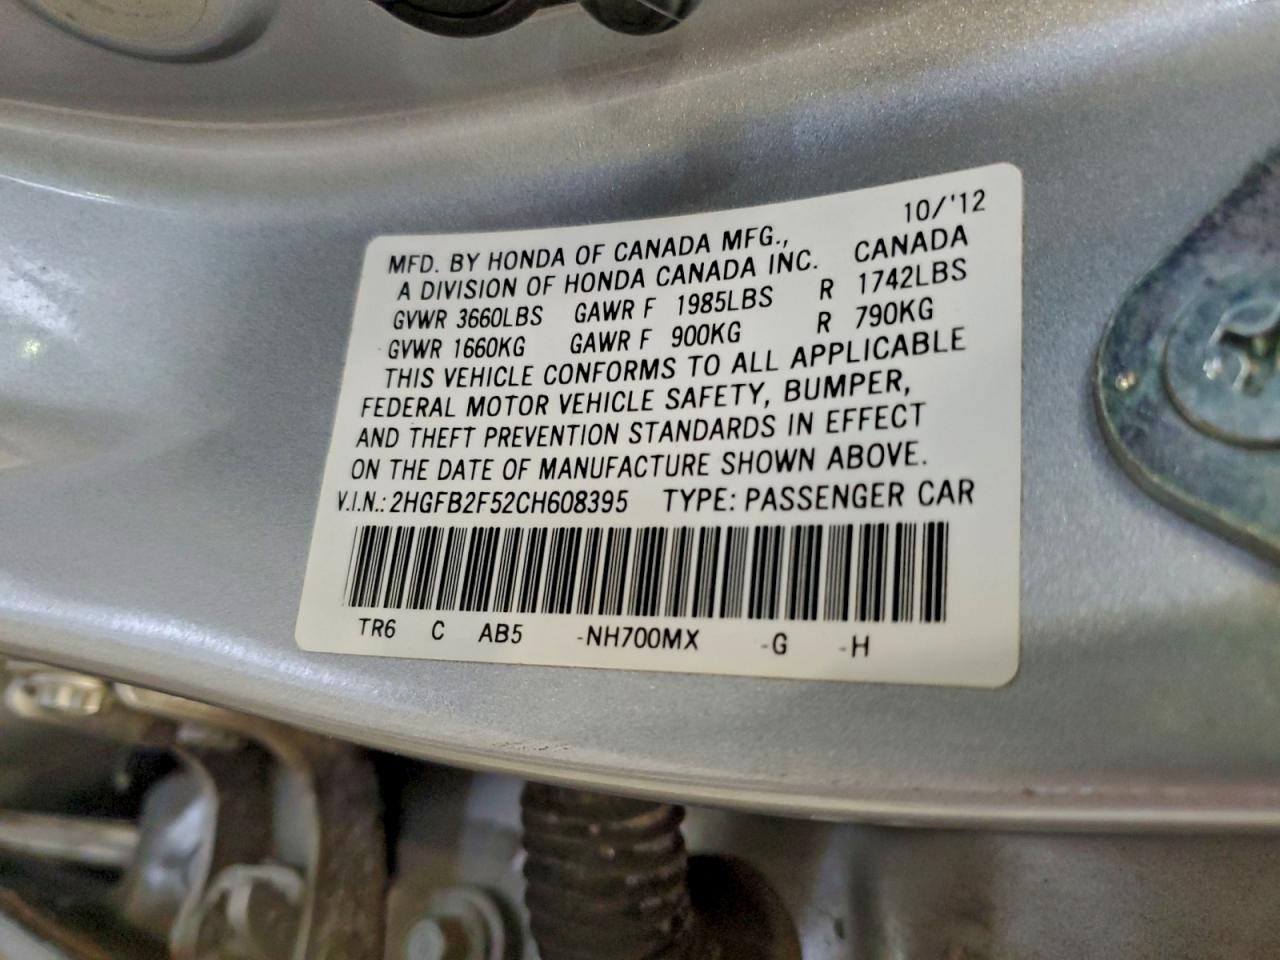 10/'12
MFD. BY HONDA OF CANADA MFG.,
A DIVISION OF HONDA CANADA INC. CANADA
GVWR 3660LBS GAWR F 1985LBS R 1742LBS
GVWR 1660KG GAWR F 900KG R 790KG
THIS VEHICLE CONFORMS TO ALL APPLICABLE
FEDERAL MOTOR VEHICLE SAFETY, BUMPER,
AND THEFT PREVENTION STANDARDS IN EFFECT
ON THE DATE OF MANUFACTURE SHOWN ABOVE.
V.I.N.: 2HGFB2F52CH608395 TYPE: PASSENGER CAR
TR6 C AB5 -NH700MX -G -H